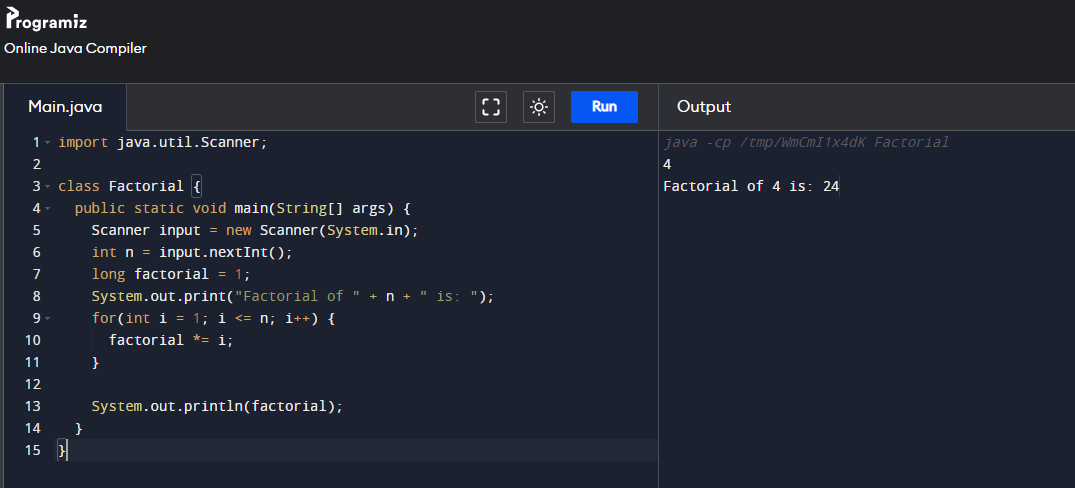 Programiz
Online Java Compiler
Main.java
Run
Output
1 import java.util.Scanner;
2
3 class Factorial {
4 public static void main(String[] args) {
5 Scanner input = new Scanner(System.in);
6 int n = input.nextInt();
7 long factorial = 1;
8 System.out.print("Factorial of " + n + " is: ");
9 for(int i = 1; i <= n; i++) {
10 factorial *= i;
11 }
12
13 System.out.println(factorial);
14 }
15 }
java -cp /tmp/WmCmI1x4dK Factorial
4
Factorial of 4 is: 24